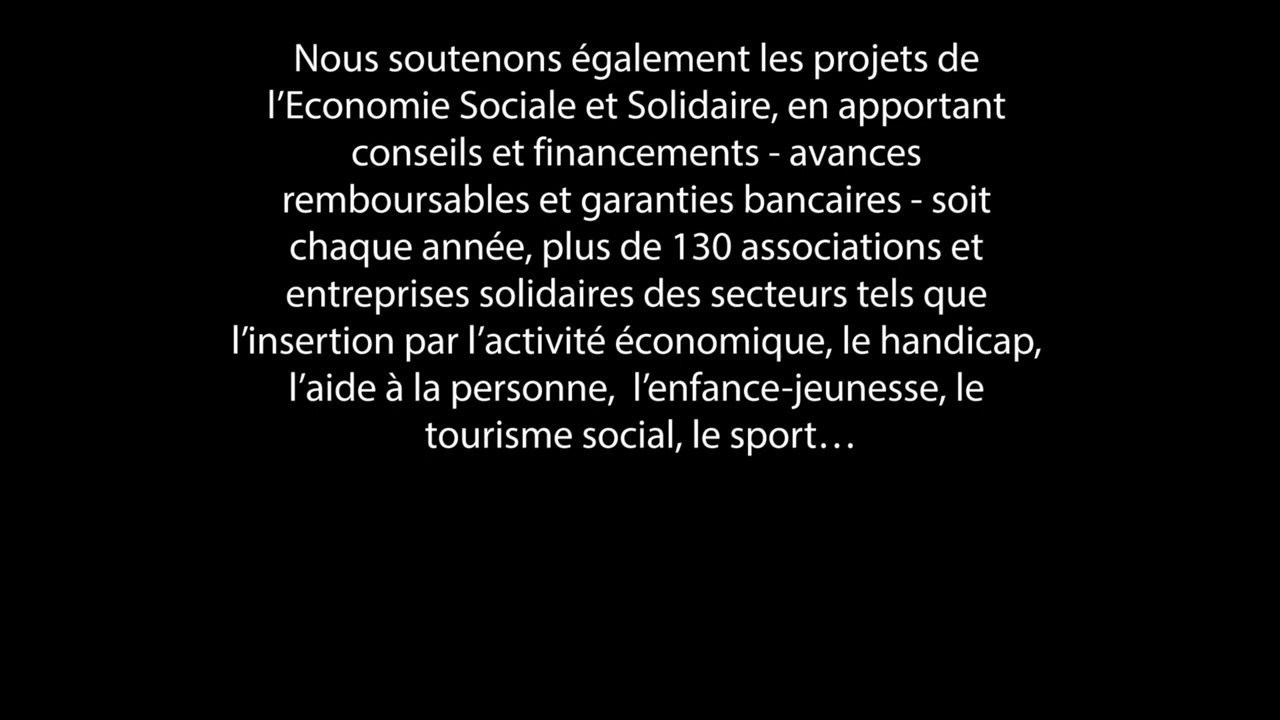 Nous soutenons également les projets de
l’Economie Sociale et Solidaire, en apportant
conseils et financements - avances
remboursables et garanties bancaires - soit
chaque année, plus de 130 associations et
entreprises solidaires des secteurs tels que
l’insertion par l’activité économique, le handicap,
l’aide à la personne,  l’enfance-jeunesse, le
tourisme social, le sport…